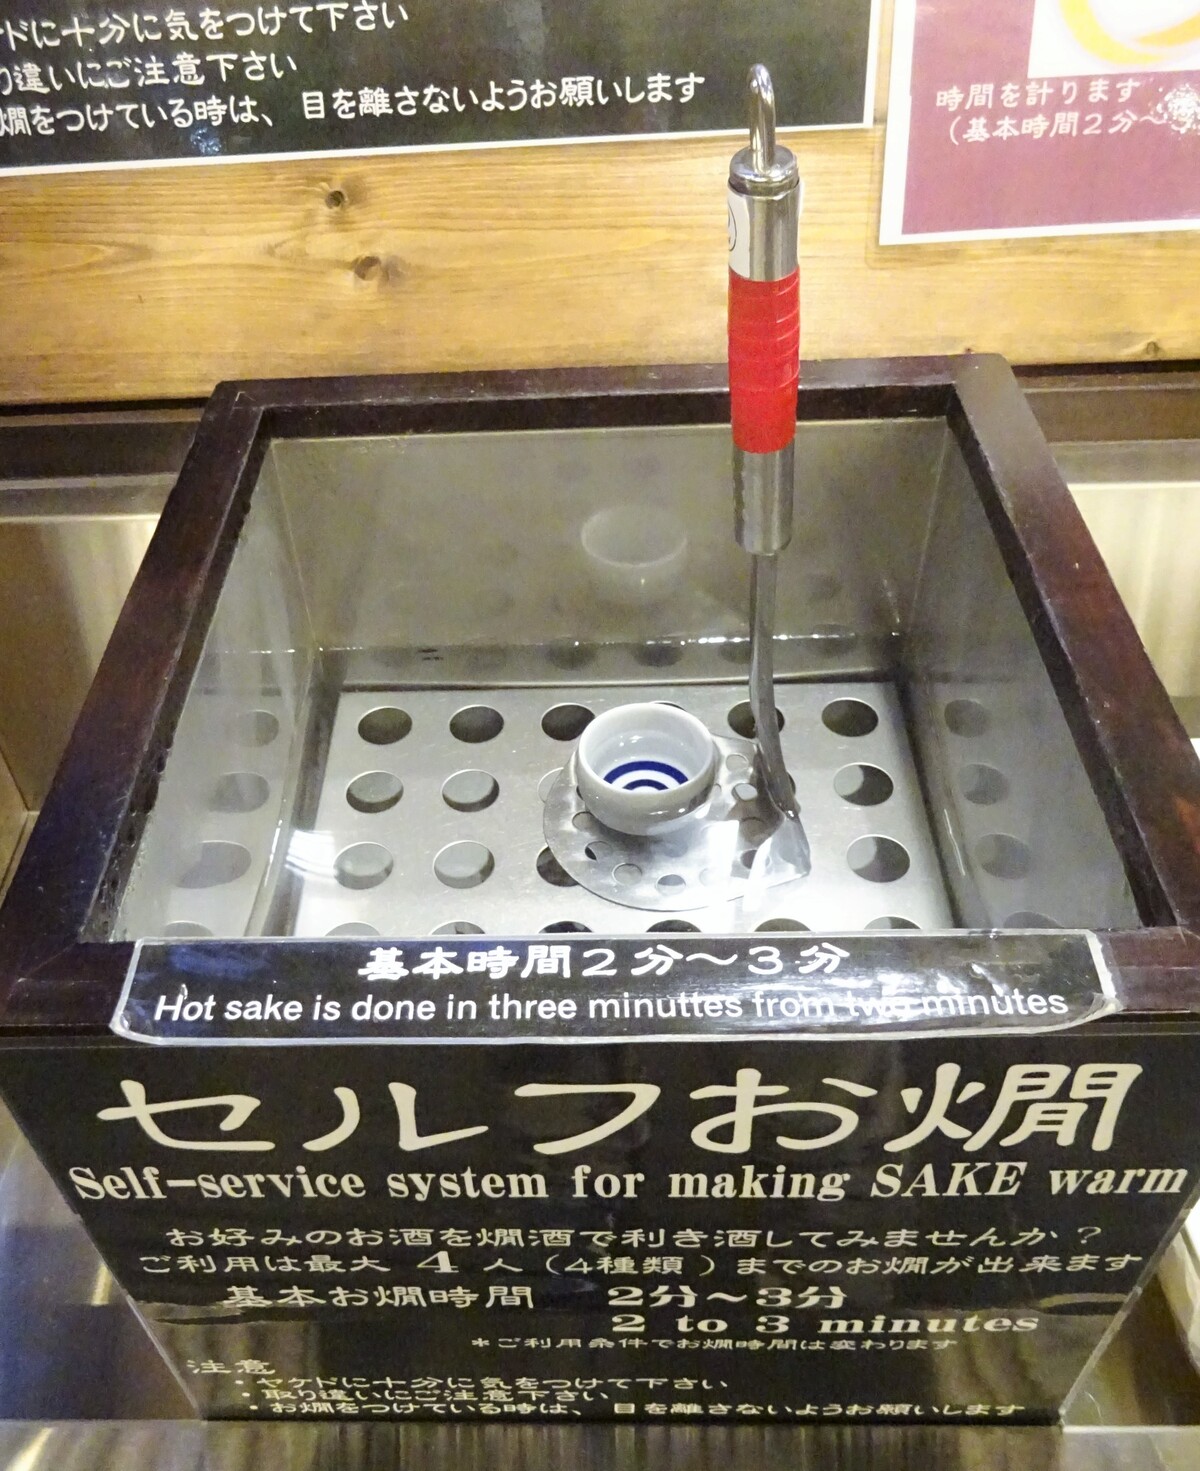 ドに十分に気をつけて下さい
り違いにご注意下さい
燗をつけている時は、目を離さないようお願いします
時間を計ります
(基本時間2分~
基本時間2分~3分
Hot sake is done in three minuttes from two minutes
セルフお燗
Self-service system for making SAKE warm
お好みのお酒を燗酒で利き酒してみませんか?
ご利用は最大 4 人(4種類)までのお燗が出来ます
基本お燗時間 2分~3分
2 to 3 minutes
*ご利用条件でお燗時間は変わります
注意
・ヤケドに十分に気をつけて下さい
・取り違いにご注意下さい
・お燗をつけている時は、目を離さないようお願いします